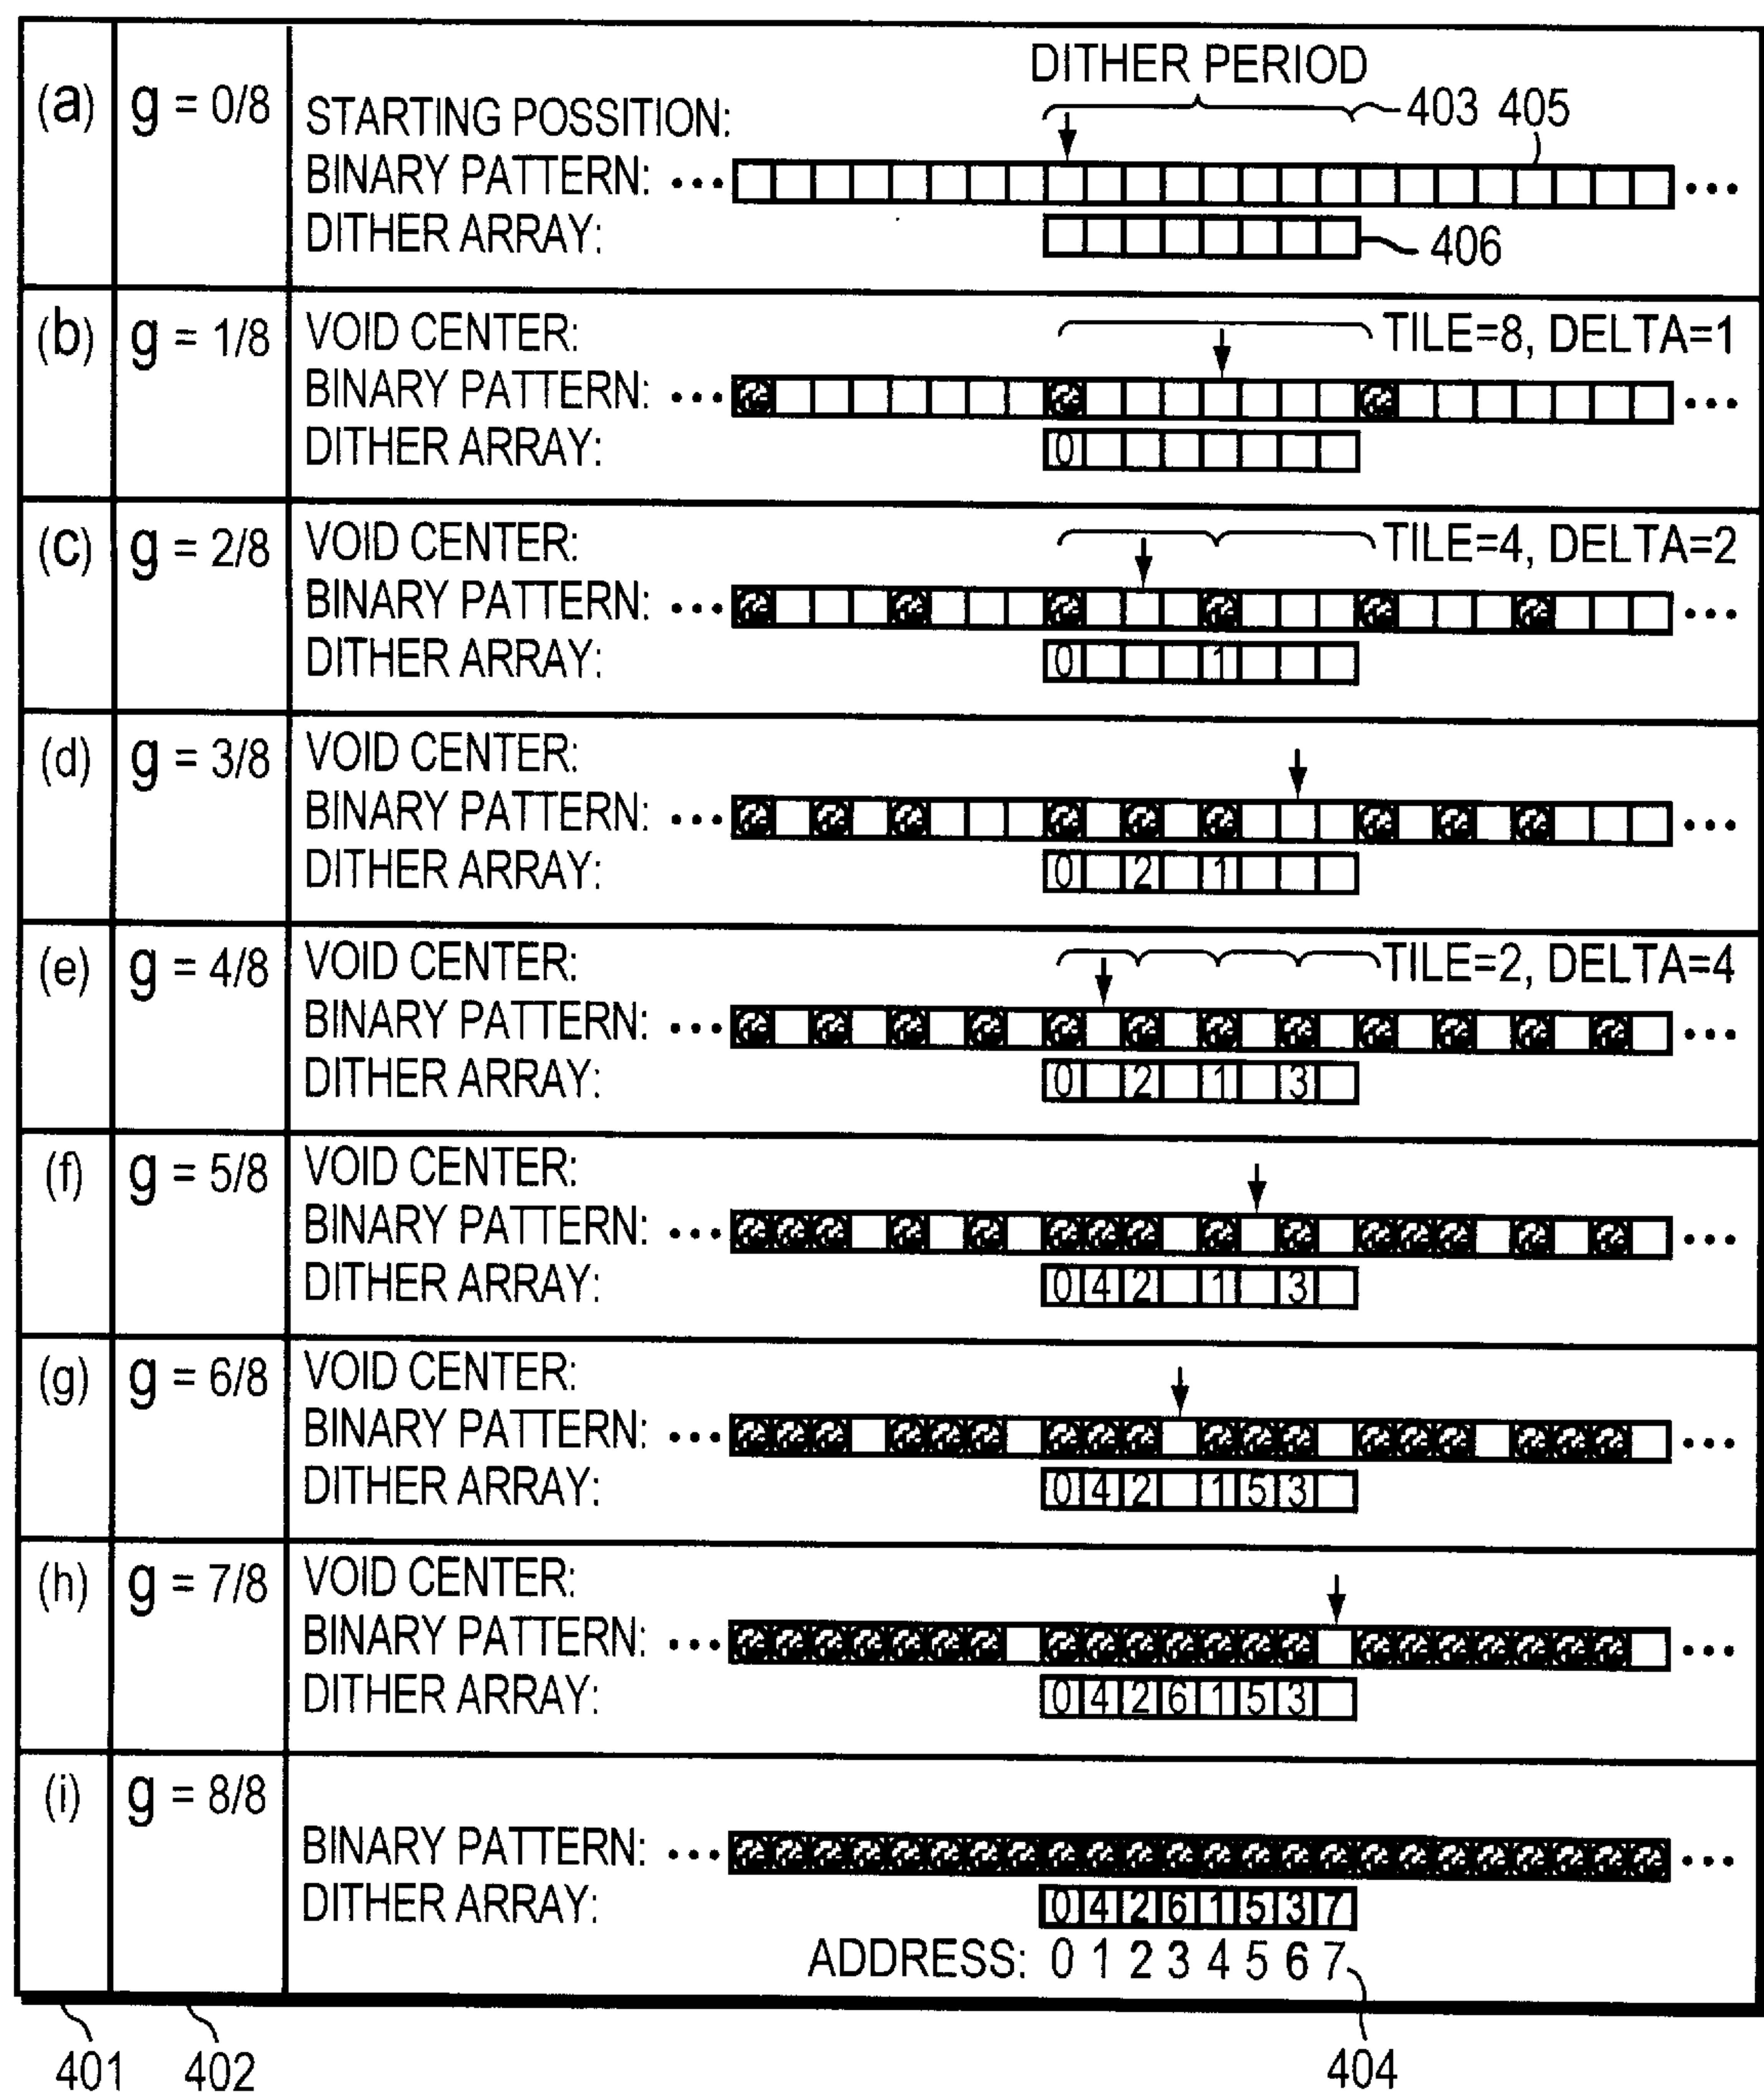 (a) g = 0/8 DITHER PERIOD
STARTING POSSITION: 403 405
BINARY PATTERN: ••• •••
DITHER ARRAY: 406
(b) g = 1/8 VOID CENTER: TILE=8, DELTA=1
BINARY PATTERN: ••• •••
DITHER ARRAY: 0
(c) g = 2/8 VOID CENTER: TILE=4, DELTA=2
BINARY PATTERN: ••• •••
DITHER ARRAY: 0 1
(d) g = 3/8 VOID CENTER:
BINARY PATTERN: ••• •••
DITHER ARRAY: 0 2 1
(e) g = 4/8 VOID CENTER: TILE=2, DELTA=4
BINARY PATTERN: ••• •••
DITHER ARRAY: 0 2 1 3
(f) g = 5/8 VOID CENTER:
BINARY PATTERN: ••• •••
DITHER ARRAY: 0 4 2 1 3
(g) g = 6/8 VOID CENTER:
BINARY PATTERN: ••• •••
DITHER ARRAY: 0 4 2 1 5 3
(h) g = 7/8 VOID CENTER:
BINARY PATTERN: ••• •••
DITHER ARRAY: 0 4 2 6 1 5 3
(i) g = 8/8
BINARY PATTERN: ••• •••
DITHER ARRAY: 0 4 2 6 1 5 3 7
ADDRESS: 0 1 2 3 4 5 6 7
401 402 404